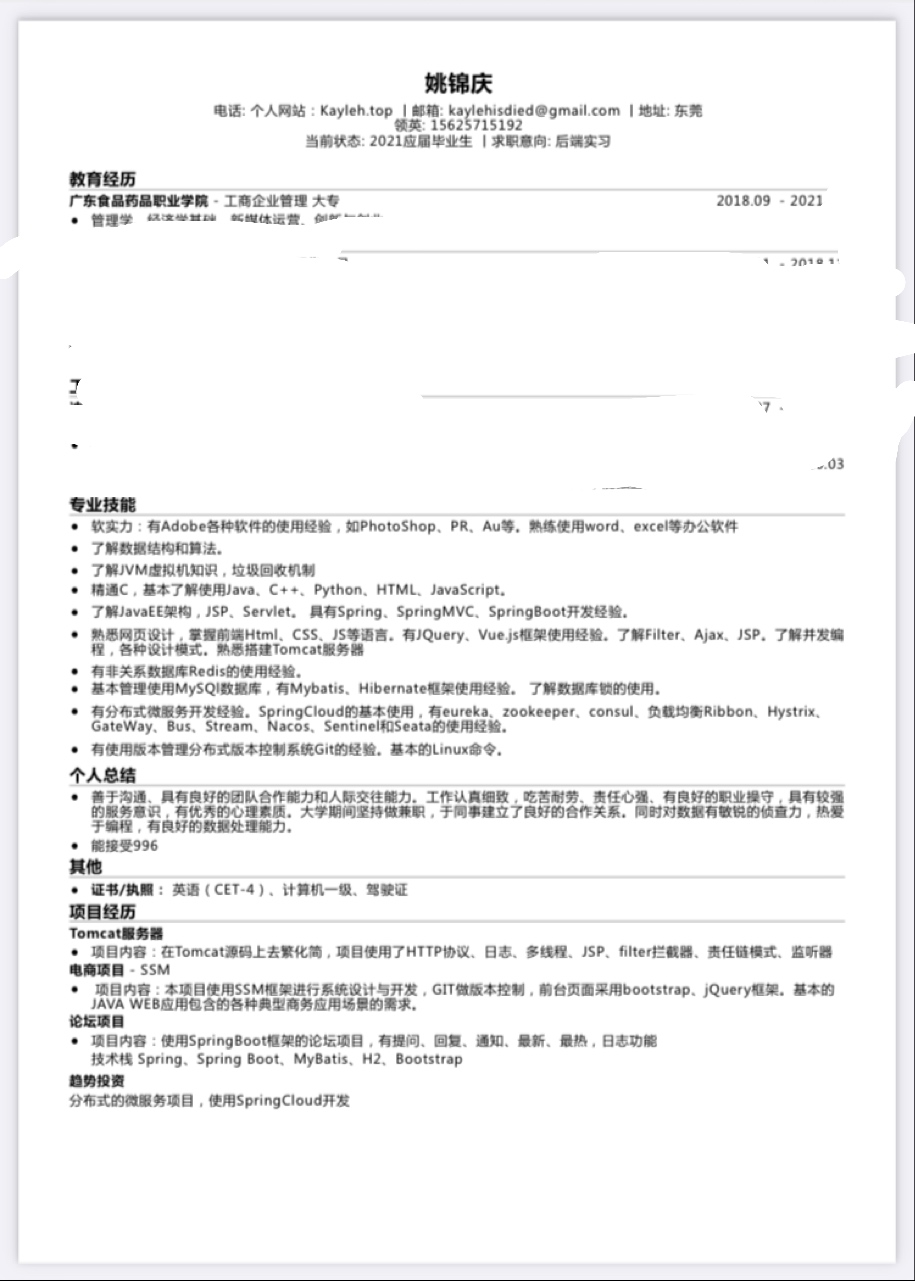 姚锦庆
电话: 个人网站：Kayleh.top 丨邮箱: kaylehisdied@gmail.com 丨地址: 东莞
领英: 15625715192
当前状态: 2021应届毕业生 丨求职意向: 后端实习
教育经历
广东食品药品职业学院 - 工商企业管理 大专 2018.09 - 2021
管理学、经济学基础、新媒体运营、创新与创业
- 2018.1
7 -
.03
专业技能
软实力：有Adobe各种软件的使用经验，如PhotoShop、PR、Au等。熟练使用word、excel等办公软件
了解数据结构和算法。
了解JVM虚拟机知识，垃圾回收机制
精通C，基本了解使用Java、C++、Python、HTML、JavaScript。
了解JavaEE架构，JSP、Servlet。 具有Spring、SpringMVC、SpringBoot开发经验。
熟悉网页设计，掌握前端Html、CSS、JS等语言。有JQuery、Vue.js框架使用经验。了解Filter、Ajax、JSP。了解并发编
程，各种设计模式。熟悉搭建Tomcat服务器
有非关系数据库Redis的使用经验。
基本管理使用MySQl数据库，有Mybatis、Hibernate框架使用经验。 了解数据库锁的使用。
有分布式微服务开发经验。SpringCloud的基本使用，有eureka、zookeeper、consul、负载均衡Ribbon、Hystrix、
GateWay、Bus、Stream、Nacos、Sentinel和Seata的使用经验。
有使用版本管理分布式版本控制系统Git的经验。基本的Linux命令。
个人总结
善于沟通、具有良好的团队合作能力和人际交往能力。工作认真细致，吃苦耐劳、责任心强、有良好的职业操守，具有较强
的服务意识，有优秀的心理素质。大学期间坚持做兼职，于同事建立了良好的合作关系。同时对数据有敏锐的侦查力，热爱
于编程，有良好的数据处理能力。
能接受996
其他
证书/执照： 英语（CET-4）、计算机一级、驾驶证
项目经历
Tomcat服务器
项目内容：在Tomcat源码上去繁化简，项目使用了HTTP协议、日志、多线程、JSP、filter拦截器、责任链模式、监听器
电商项目 - SSM
项目内容：本项目使用SSM框架进行系统设计与开发，GIT做版本控制，前台页面采用bootstrap、jQuery框架。基本的
JAVA WEB应用包含的各种典型商务应用场景的需求。
论坛项目
项目内容：使用SpringBoot框架的论坛项目，有提问、回复、通知、最新、最热，日志功能
技术栈 Spring、Spring Boot、MyBatis、H2、Bootstrap
趋势投资
分布式的微服务项目，使用SpringCloud开发